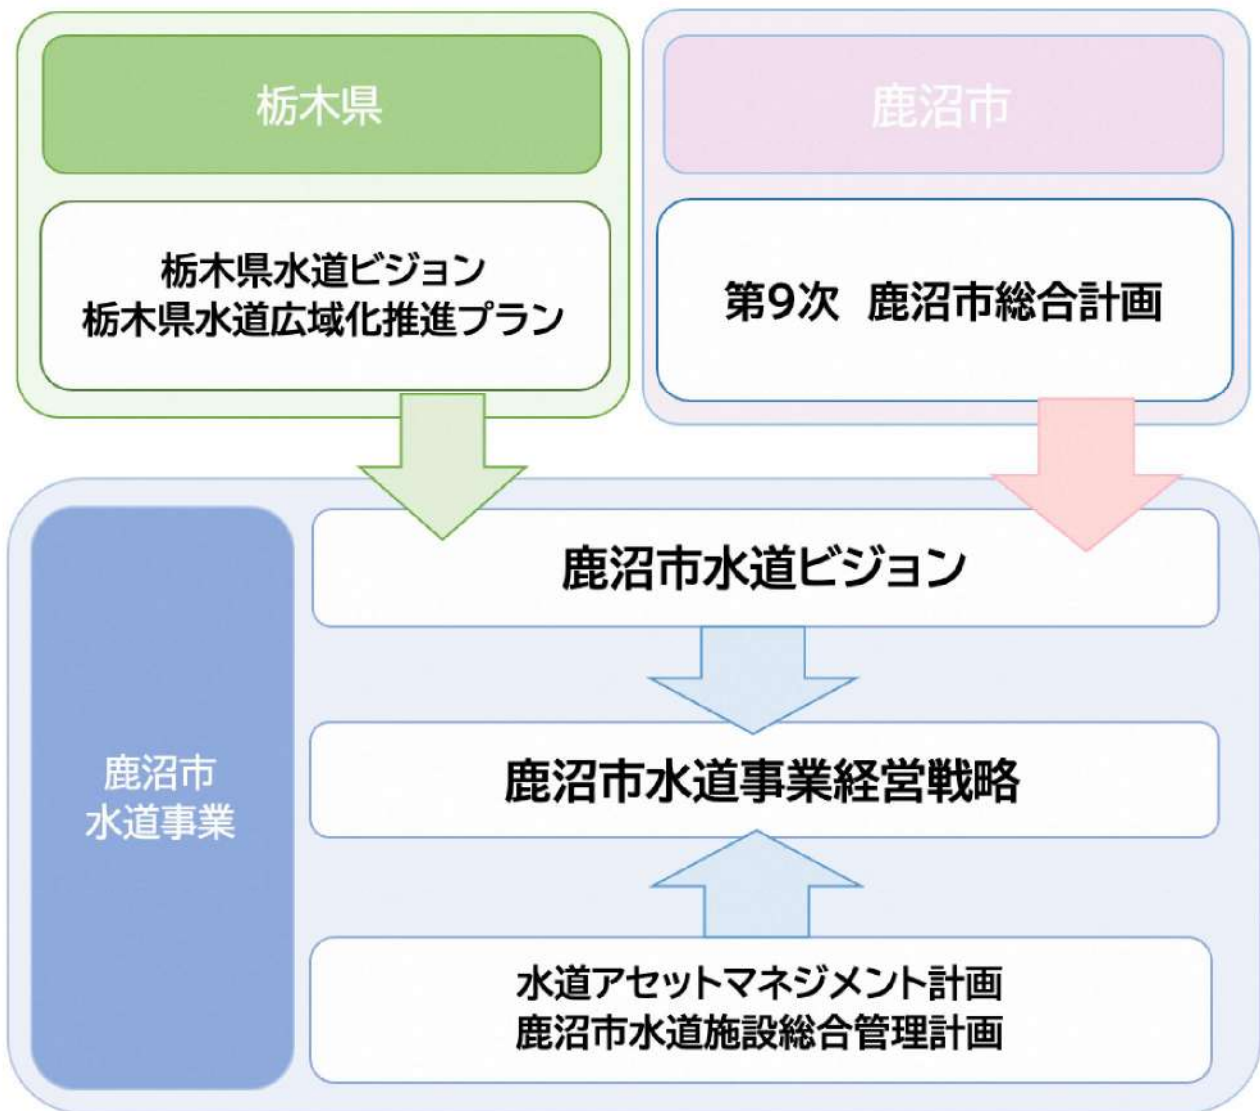 栃木県
栃木県水道ビジョン
栃木県水道広域化推進プラン
鹿沼市
第9次 鹿沼市総合計画
鹿沼市
水道事業
鹿沼市水道ビジョン
鹿沼市水道事業経営戦略
水道アセットマネジメント計画
鹿沼市水道施設総合管理計画